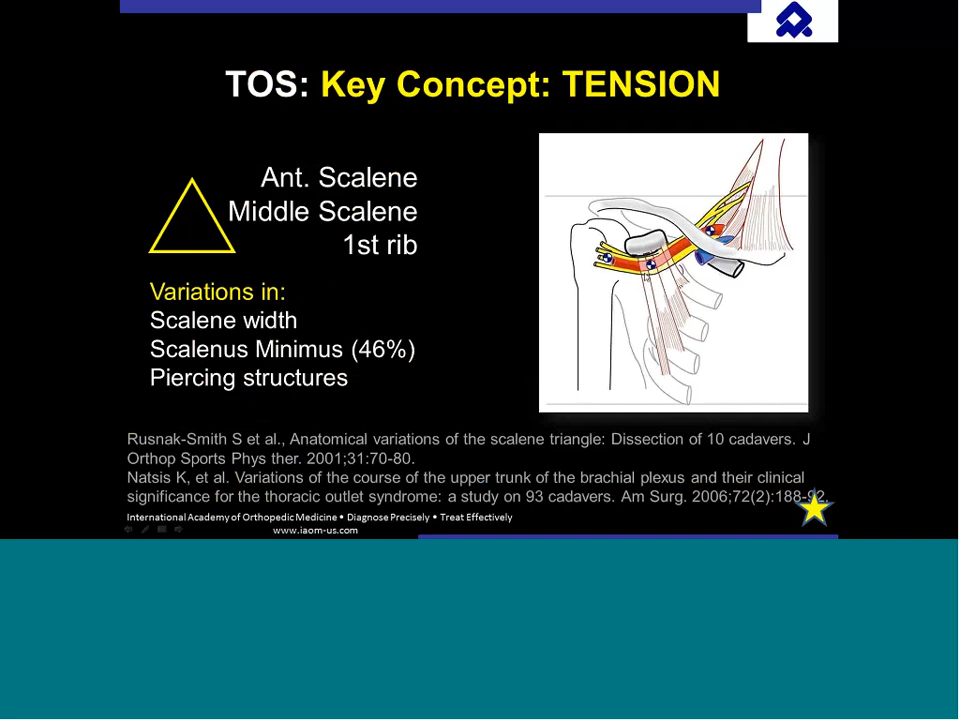 TOS: Key Concept: TENSION
Ant. Scalene
Middle Scalene
1st rib
Variations in:
Scalene width
Scalenus Minimus (46%)
Piercing structures
Rusnak-Smith S et al., Anatomical variations of the scalene triangle: Dissection of 10 cadavers. J
Orthop Sports Phys ther. 2001;31:70-80.
Natsis K, et al. Variations of the course of the upper trunk of the brachial plexus and their clinical
significance for the thoracic outlet syndrome: a study on 93 cadavers. Am Surg. 2006;72(2):188-92.
International Academy of Orthopedic Medicine • Diagnose Precisely • Treat Effectively
www.iaom-us.com